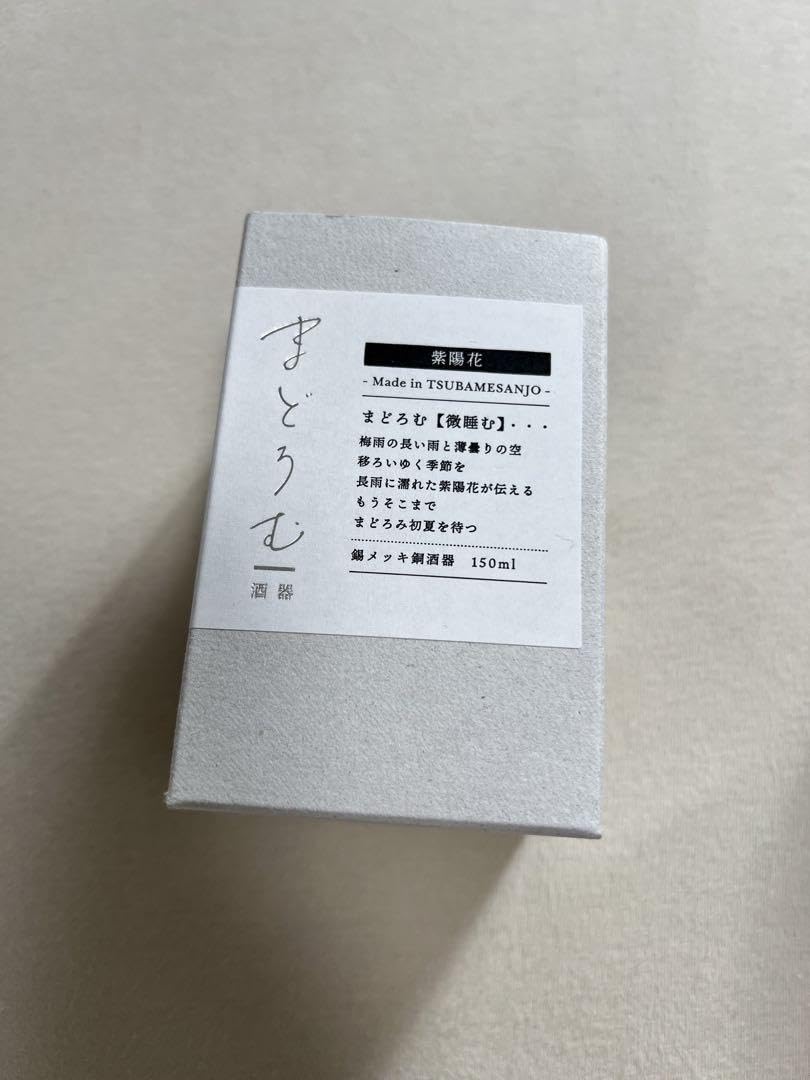 まどろむ
酒器
紫陽花
- Made in TSUBAMESANJO -
まどろむ【微睡む】・・・
梅雨の長い雨と薄曇りの空
移ろいゆく季節を
長雨に濡れた紫陽花が伝える
もうそこまで
まどろみ初夏を待つ
錫メッキ銅酒器 150ml